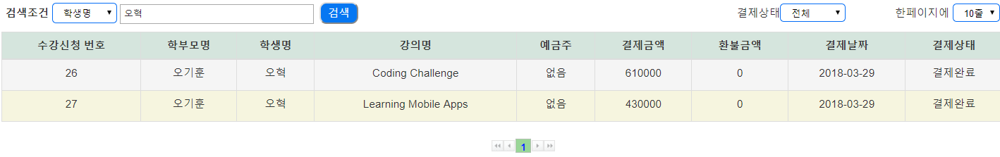 검색조건 학생명 오혁 검색 결제상태 전체 한페이지에 10줄
수강신청 번호 학부모명 학생명 강의명 예금주 결제금액 환불금액 결제날짜 결제상태
26 오기훈 오혁 Coding Challenge 없음 610000 0 2018-03-29 결제완료
27 오기훈 오혁 Learning Mobile Apps 없음 430000 0 2018-03-29 결제완료
1